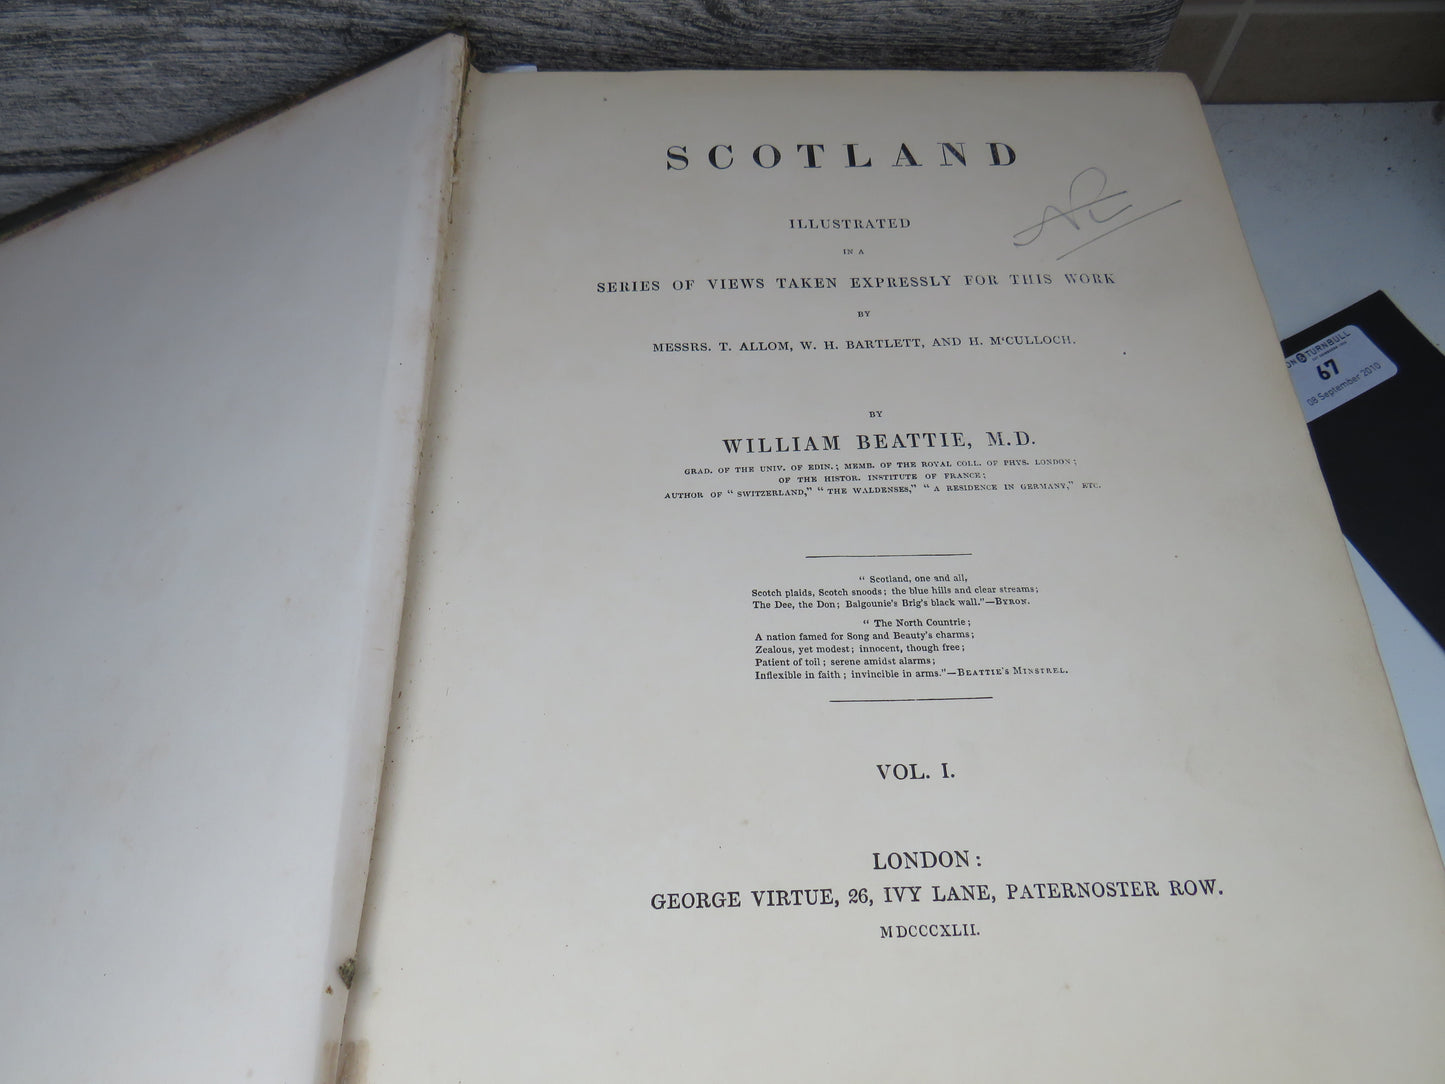 SCOTLAND
ILLUSTRATED
IN A
SERIES OF VIEWS TAKEN EXPRESSLY FOR THIS WORK
BY
MESSRS. T. ALLOM, W. H. BARTLETT, AND H. M‘CULLOCH.
BY
WILLIAM BEATTIE, M.D.
GRAD. OF THE UNIV. OF EDIN.; MEMB. OF THE ROYAL COLL. OF PHYS. LONDON;
OF THE HISTOR. INSTITUTE OF FRANCE;
AUTHOR OF “ SWITZERLAND,” “ THE WALDENSES,” “ A RESIDENCE IN GERMANY,” ETC.
“ Scotland, one and all,
Scotch plaids, Scotch snoods; the blue hills and clear streams;
The Dee, the Don; Balgounie's Brig's black wall.”—BYRON.
“ The North Countrie;
A nation famed for Song and Beauty's charms;
Zealous, yet modest; innocent, though free;
Patient of toil; serene amidst alarms;
Inflexible in faith; invincible in arms.”—BEATTIE'S MINSTREL.
VOL. I.
LONDON:
GEORGE VIRTUE, 26, IVY LANE, PATERNOSTER ROW.
MDCCCXLII.
ON & TURNBULL
67
08 September 2010